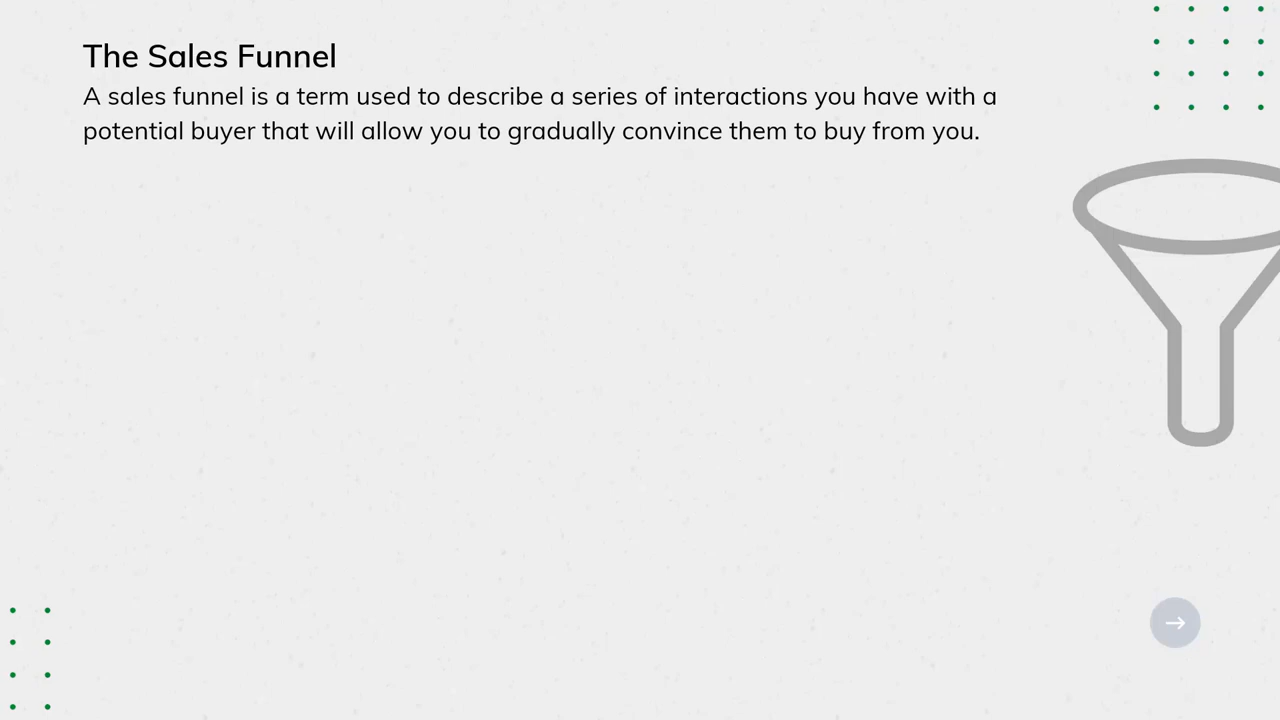 The Sales Funnel
A sales funnel is a term used to describe a series of interactions you have with a
potential buyer that will allow you to gradually convince them to buy from you.